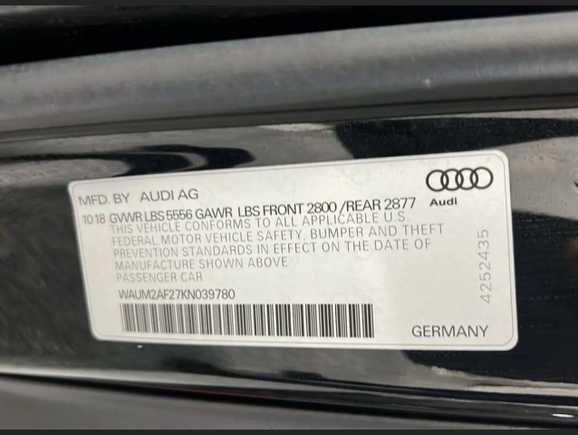 MFD. BY AUDI AG
Audi
10 18 GVWR LBS 5556 GAWR LBS FRONT 2800 /REAR 2877
THIS VEHICLE CONFORMS TO ALL APPLICABLE U.S.
FEDERAL MOTOR VEHICLE SAFETY, BUMPER AND THEFT
PREVENTION STANDARDS IN EFFECT ON THE DATE OF
MANUFACTURE SHOWN ABOVE
PASSENGER CAR
WAUM2AF27KN039780
4252435
GERMANY